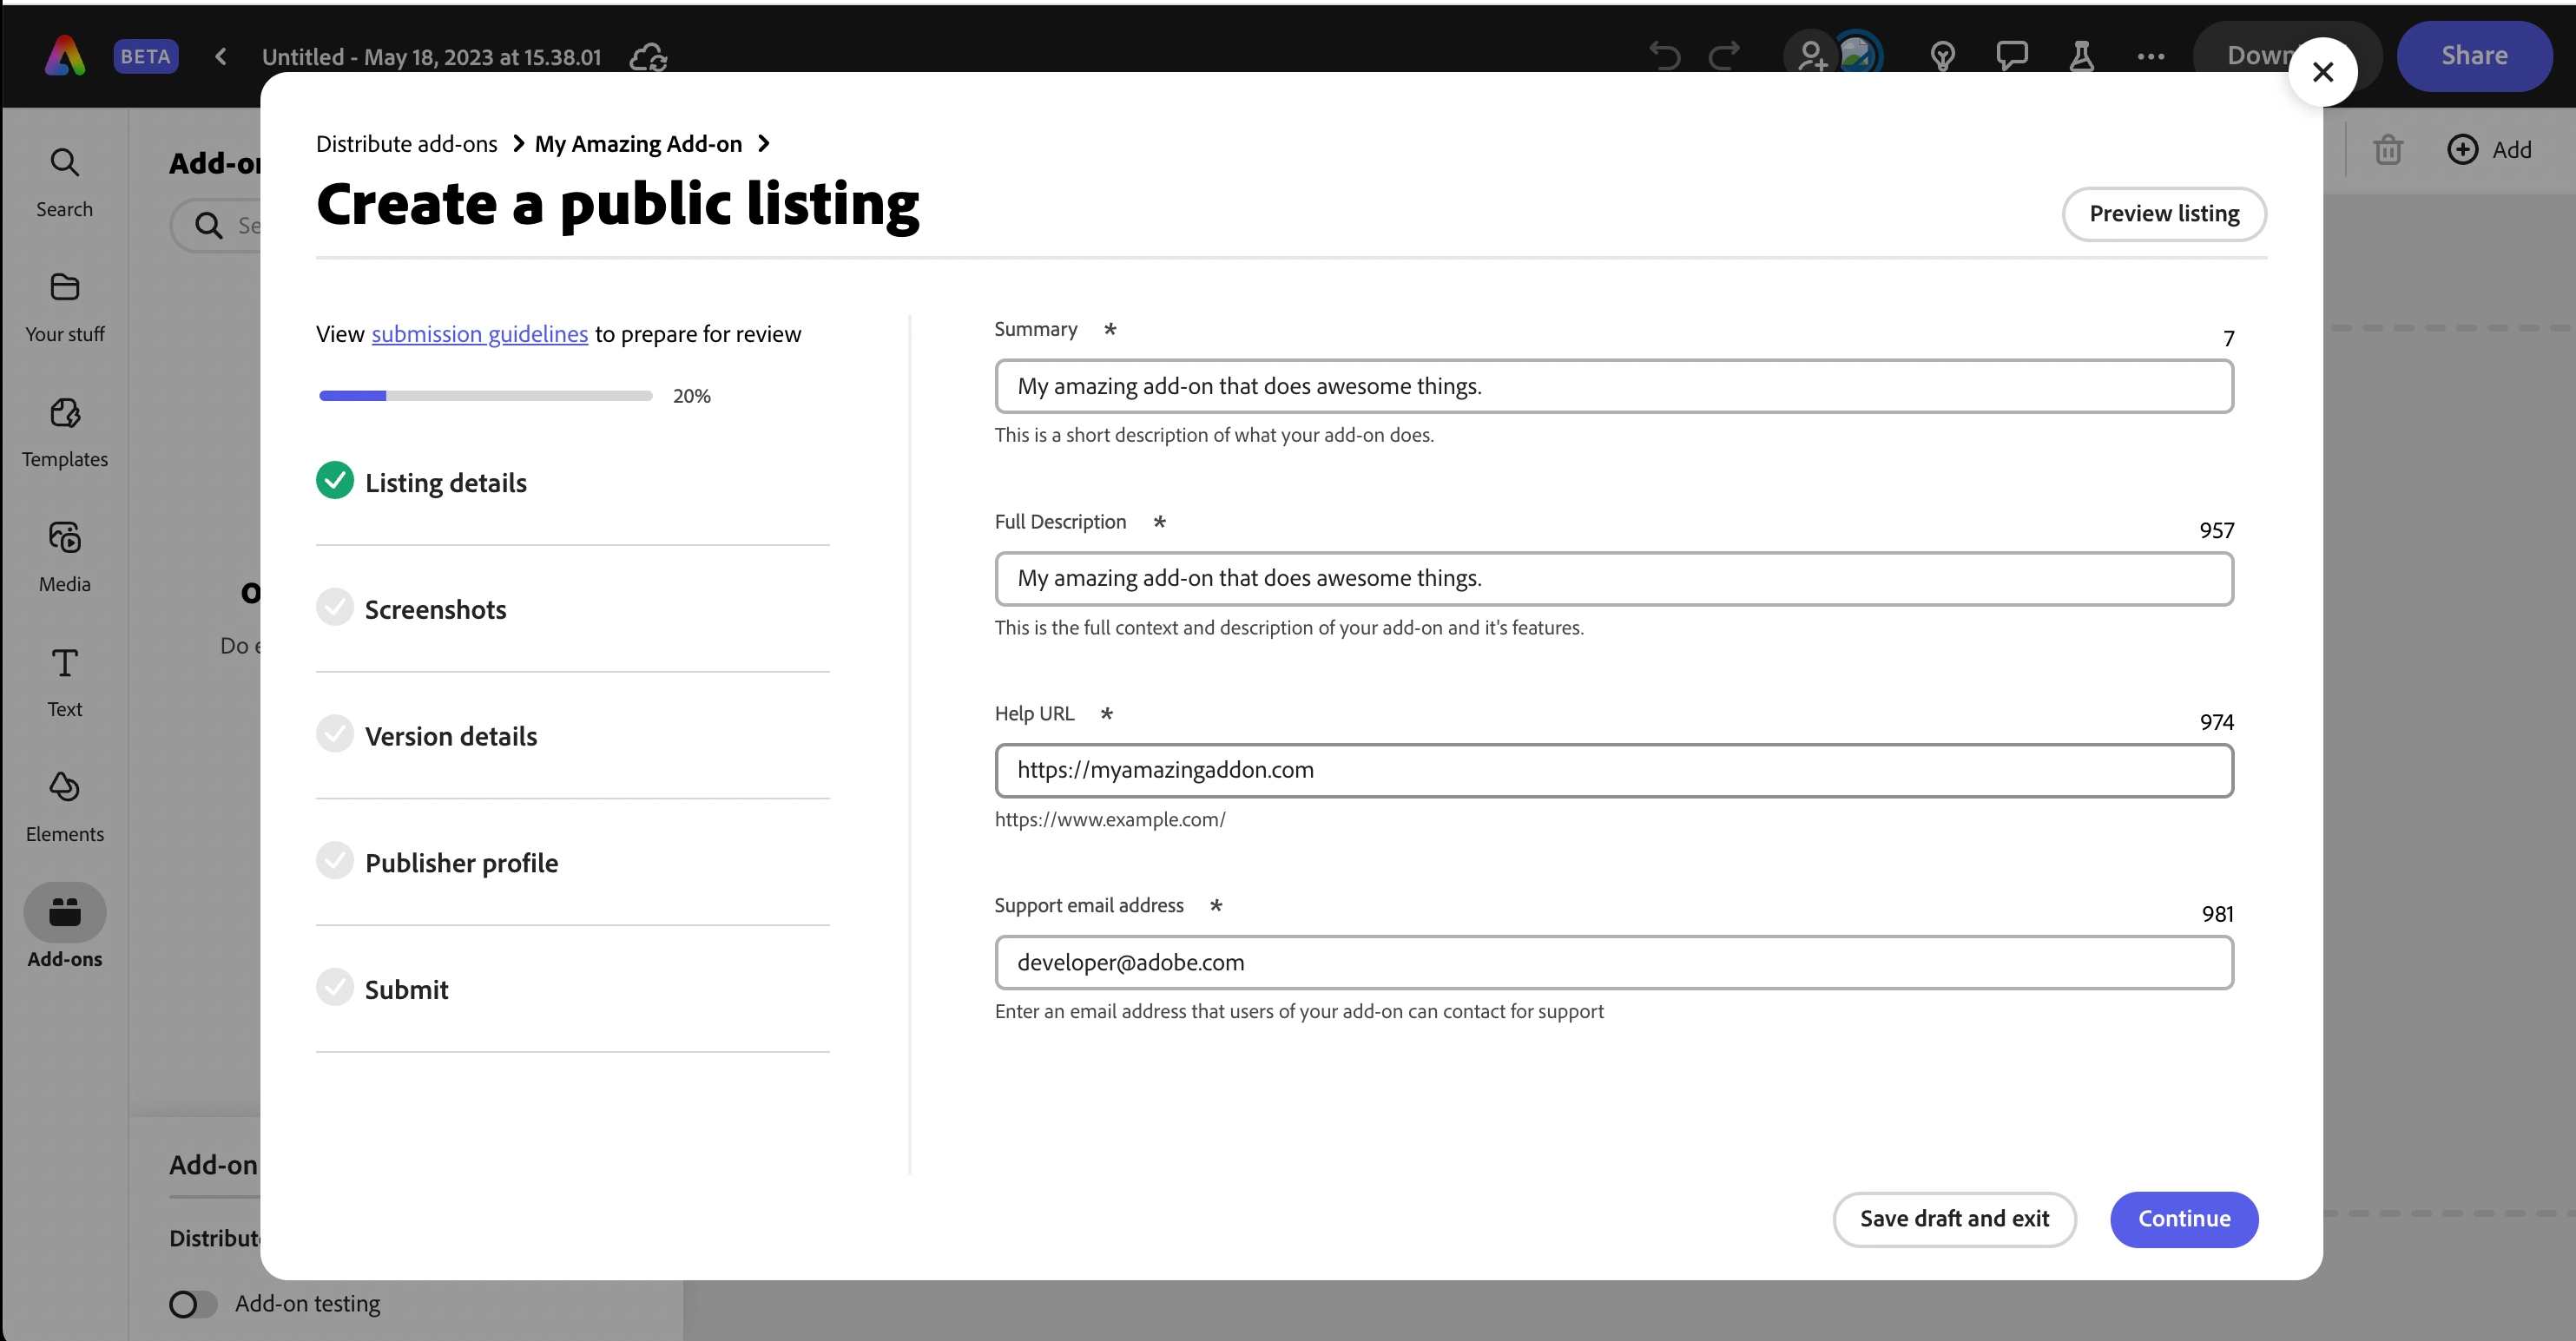 BETA
Untitled - May 18, 2023 at 15.38.01
Share
Distribute add-ons
My Amazing Add-on
Create a public listing
Preview listing
Add
Search
Your stuff
Templates
Media
Text
Elements
Add-ons
View submission guidelines to prepare for review
20%
Listing details
Screenshots
Version details
Publisher profile
Submit
Summary *
7
My amazing add-on that does awesome things.
This is a short description of what your add-on does.
Full Description *
957
My amazing add-on that does awesome things.
This is the full context and description of your add-on and it's features.
Help URL *
974
https://myamazingaddon.com
https://www.example.com/
Support email address *
981
developer@adobe.com
Enter an email address that users of your add-on can contact for support
Save draft and exit
Continue
Add-on
Add-on testing